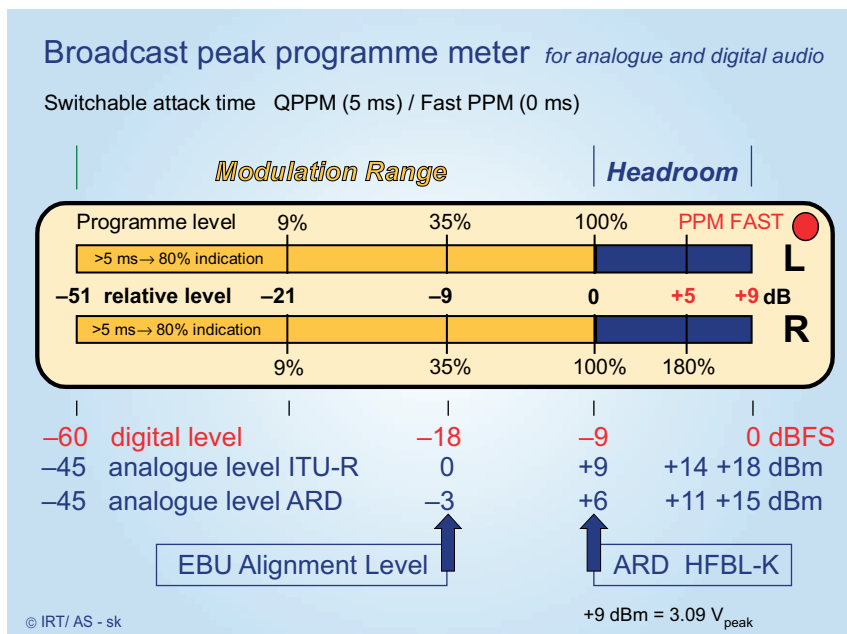 Broadcast peak programme meter for analogue and digital audio
Switchable attack time QPPM (5 ms) / Fast PPM (0 ms)
Modulation Range Headroom
Programme level 9% 35% 100% PPM FAST
>5 ms→ 80% indication L
–51 relative level –21 –9 0 +5 +9 dB
>5 ms→ 80% indication R
9% 35% 100% 180%
–60 digital level –18 –9 0 dBFS
–45 analogue level ITU-R 0 +9 +14 +18 dBm
–45 analogue level ARD –3 +6 +11 +15 dBm
EBU Alignment Level ARD HFBL-K
+9 dBm = 3.09 Vpeak
© IRT/ AS - sk